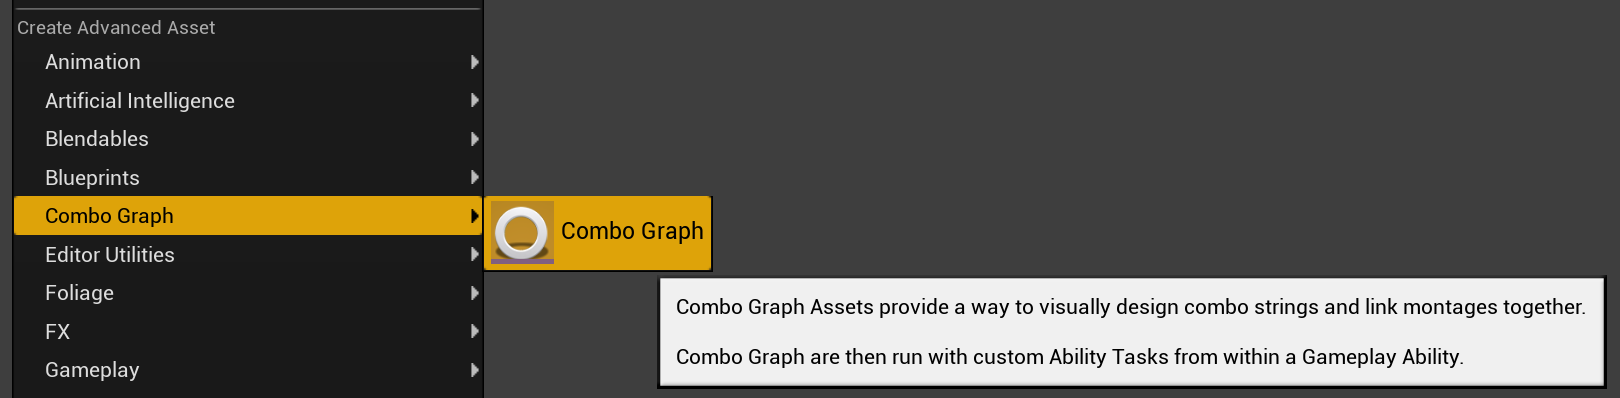 Create Advanced Asset
Animation
Artificial Intelligence
Blendables
Blueprints
Combo Graph
Combo Graph
Editor Utilities
Foliage
FX
Gameplay
Combo Graph Assets provide a way to visually design combo strings and link montages together.
Combo Graph are then run with custom Ability Tasks from within a Gameplay Ability.